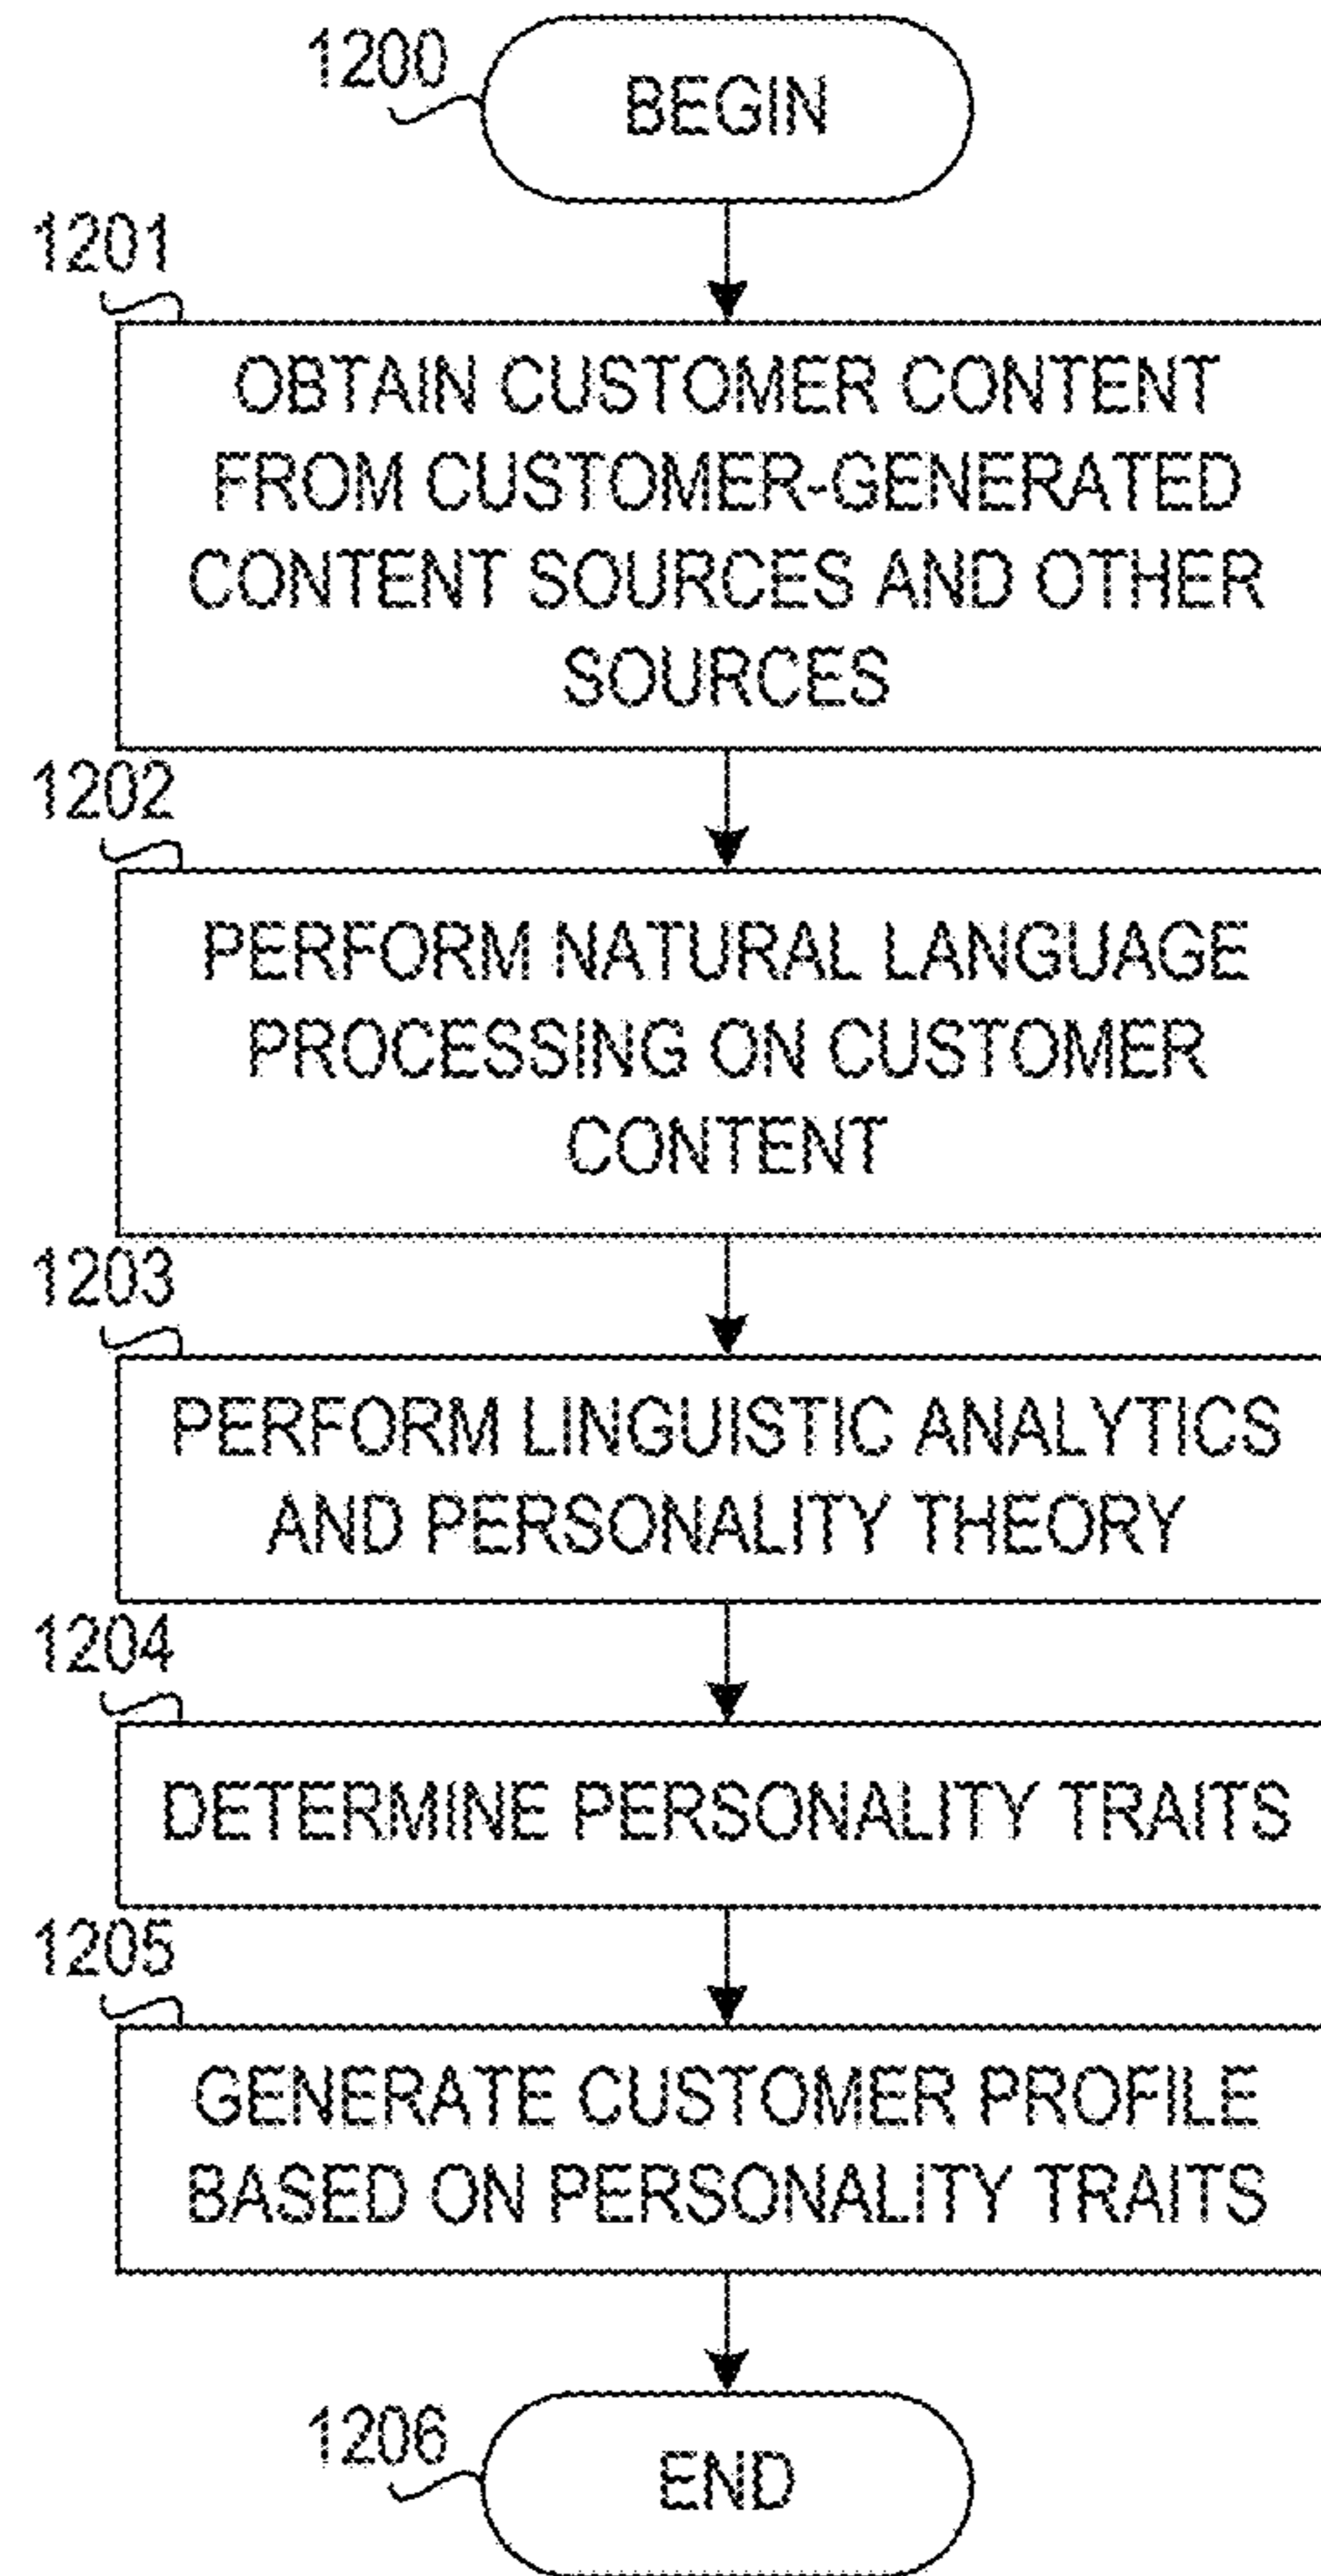 1200
BEGIN
1201
OBTAIN CUSTOMER CONTENT
FROM CUSTOMER-GENERATED
CONTENT SOURCES AND OTHER
SOURCES
1202
PERFORM NATURAL LANGUAGE
PROCESSING ON CUSTOMER
CONTENT
1203
PERFORM LINGUISTIC ANALYTICS
AND PERSONALITY THEORY
1204
DETERMINE PERSONALITY TRAITS
1205
GENERATE CUSTOMER PROFILE
BASED ON PERSONALITY TRAITS
1206
END